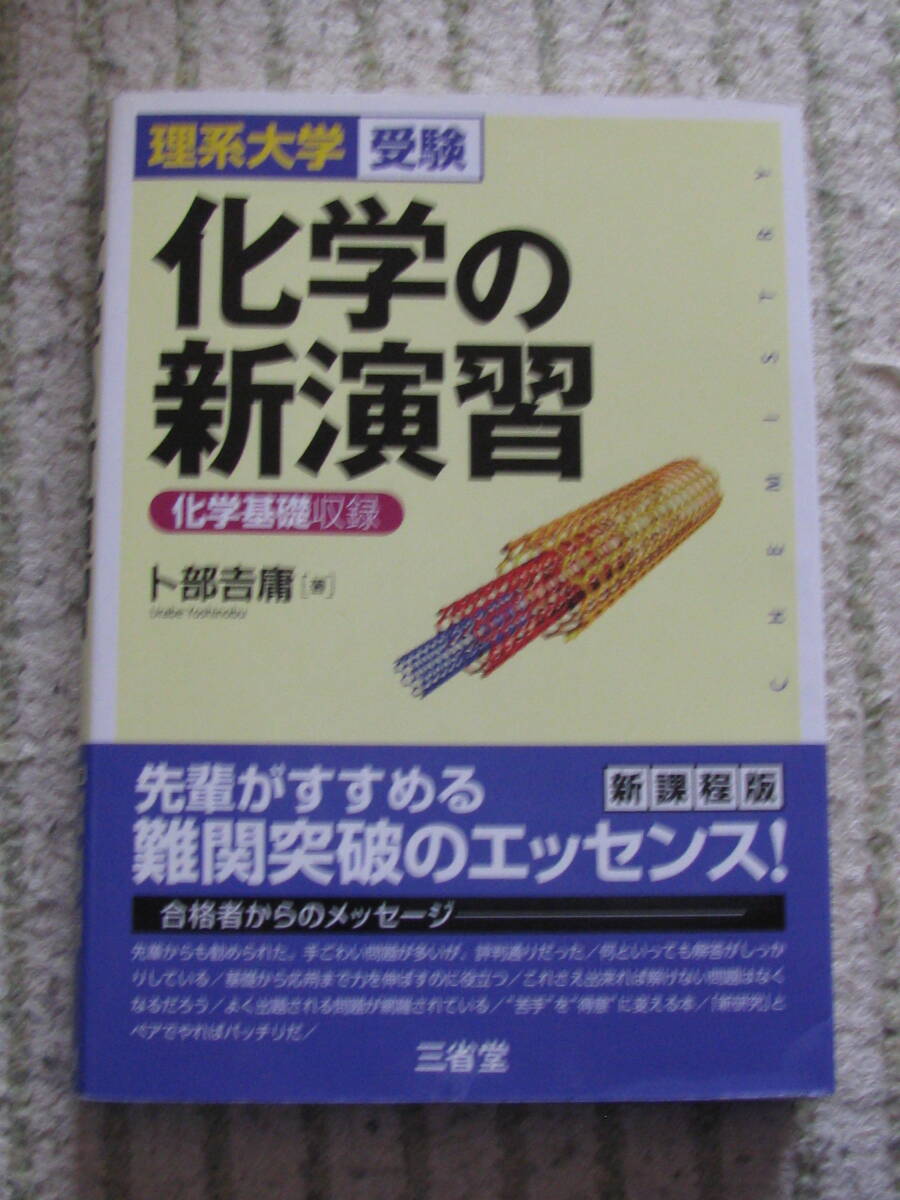 理系大学 受験
化学の
新演習
化学基礎収録
卜部吉庸[著]
Urabe Yoshinobu
CHEMISTRY
先輩がすすめる
新課程版
難関突破のエッセンス!
合格者からのメッセージ
先輩からも勧められた。手ごわい問題が多いが、評判通りだった/何といっても解答がしっか
りしている/基礎から応用まで力を伸ばすのに役立つ/これさえ出来れば解けない問題はなく
なるだろう/よく出題される問題が網羅されている/“苦手”を“得意”に変える本/「新研究」と
ペアでやればバッチリだ/
三省堂